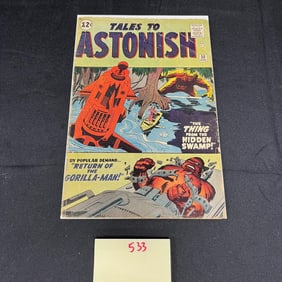 12¢
TALES TO
ASTONISH
30
"THE
THING
FROM THE
HIDDEN
SWAMP!"
BY POPULAR DEMAND...
"RETURN OF
THE
GORILLA-MAN!"
533